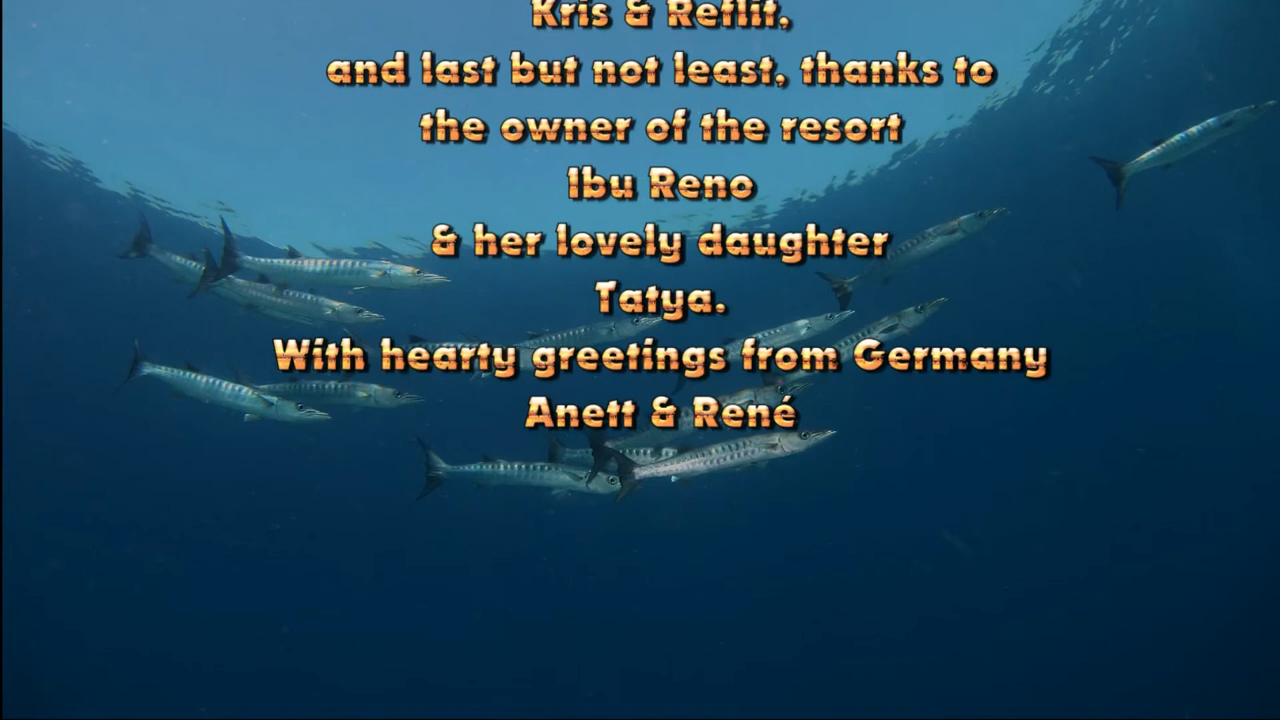 Kris & Reflit,
and last but not least, thanks to
the owner of the resort
Ibu Reno
& her lovely daughter
Tatya.
With hearty greetings from Germany
Anett & René